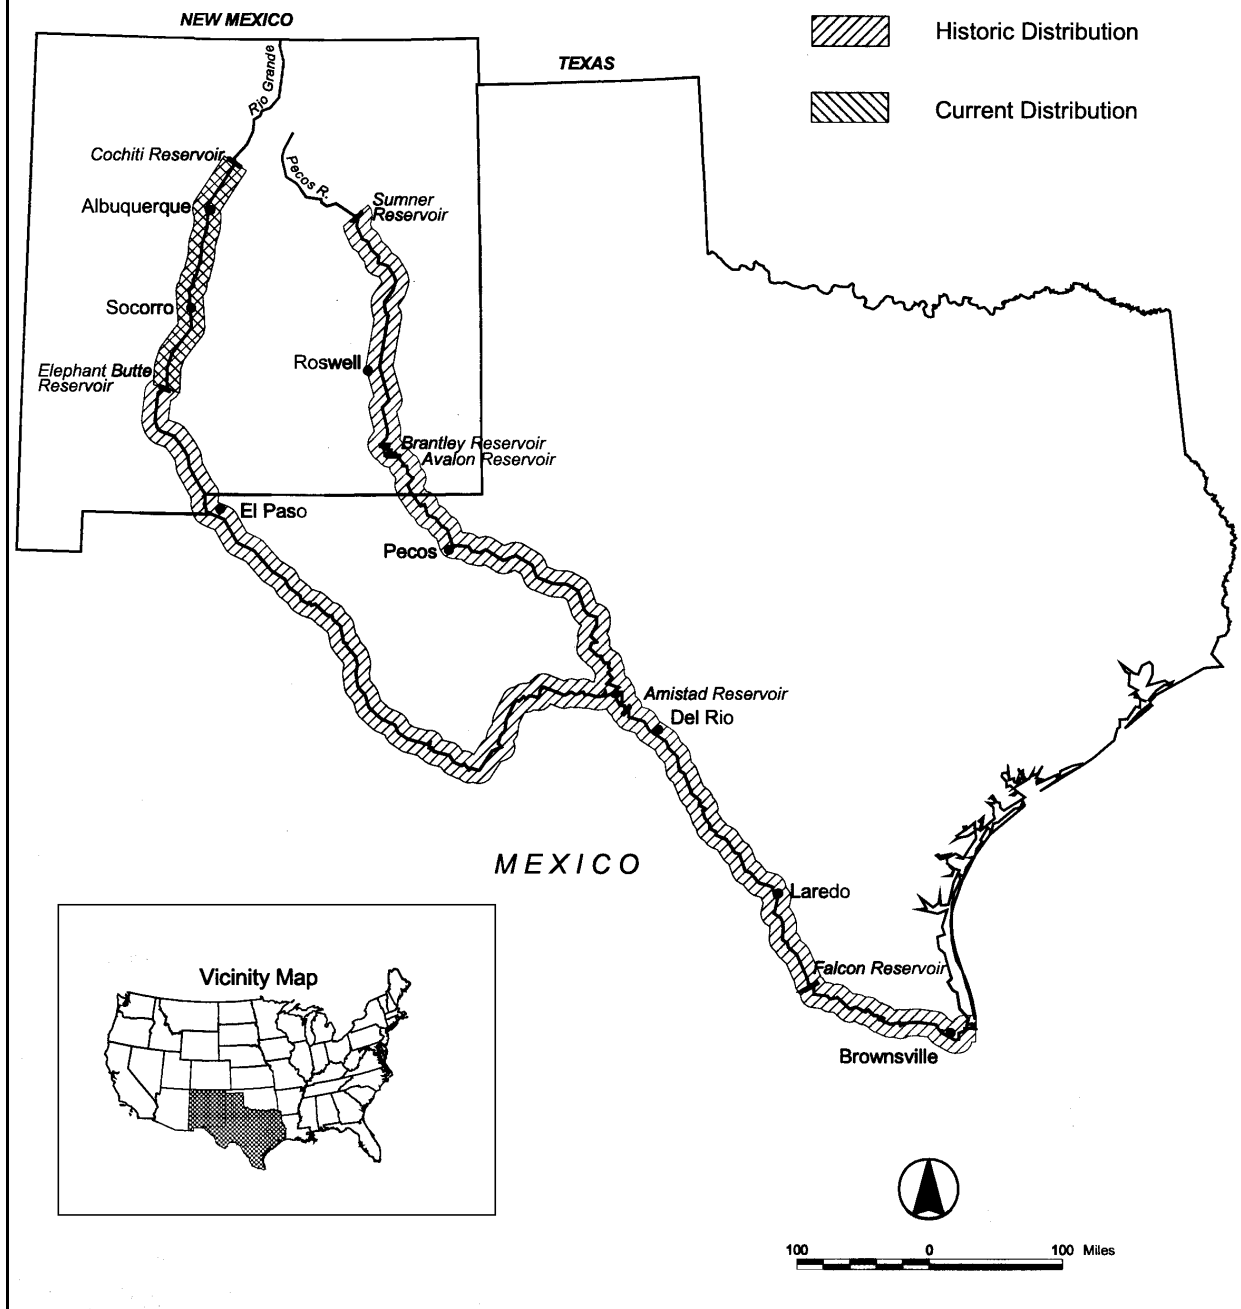 NEW MEXICO
Historic Distribution
TEXAS
Rio Grande
Current Distribution
Cochiti Reservoir
Pecos R.
Sumner
Reservoir
Albuquerque
Socorro
Roswell
Elephant Butte
Reservoir
Brantley Reservoir
Avalon Reservoir
El Paso
Pecos
Amistad Reservoir
Del Rio
MEXICO
Laredo
Falcon Reservoir
Vicinity Map
Brownsville
100 0 100 Miles